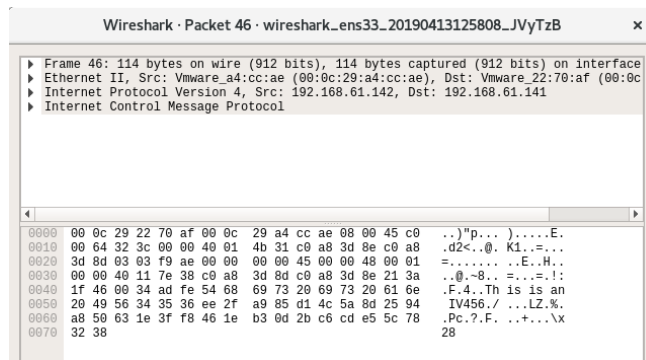 Wireshark · Packet 46 · wireshark_ens33_20190413125808_JVyTzB ×
Frame 46: 114 bytes on wire (912 bits), 114 bytes captured (912 bits) on interface
Ethernet II, Src: Vmware_a4:cc:ae (00:0c:29:a4:cc:ae), Dst: Vmware_22:70:af (00:0c
Internet Protocol Version 4, Src: 192.168.61.142, Dst: 192.168.61.141
Internet Control Message Protocol
0000 00 0c 29 22 70 af 00 0c 29 a4 cc ae 08 00 45 c0 ..)"p... ).....E.
0010 00 64 32 3c 00 00 40 01 4b 31 c0 a8 3d 8e c0 a8 .d2<..@. K1..=...
0020 3d 8d 03 03 f9 ae 00 00 00 00 45 00 00 48 00 01 =....... ..E..H..
0030 00 00 40 11 7e 38 c0 a8 3d 8d c0 a8 3d 8e 21 3a ..@.~8.. =...=.!:
0040 1f 46 00 34 ad fe 54 68 69 73 20 69 73 20 61 6e .F.4..Th is is an
0050 20 49 56 34 35 36 ee 2f a9 85 d1 4c 5a 8d 25 94 IV456./ ...LZ.%.
0060 a8 50 63 1e 3f f8 46 1e b3 0d 2b c6 cd e5 5c 78 .Pc.?.F. ..+...\x
0070 32 38 28